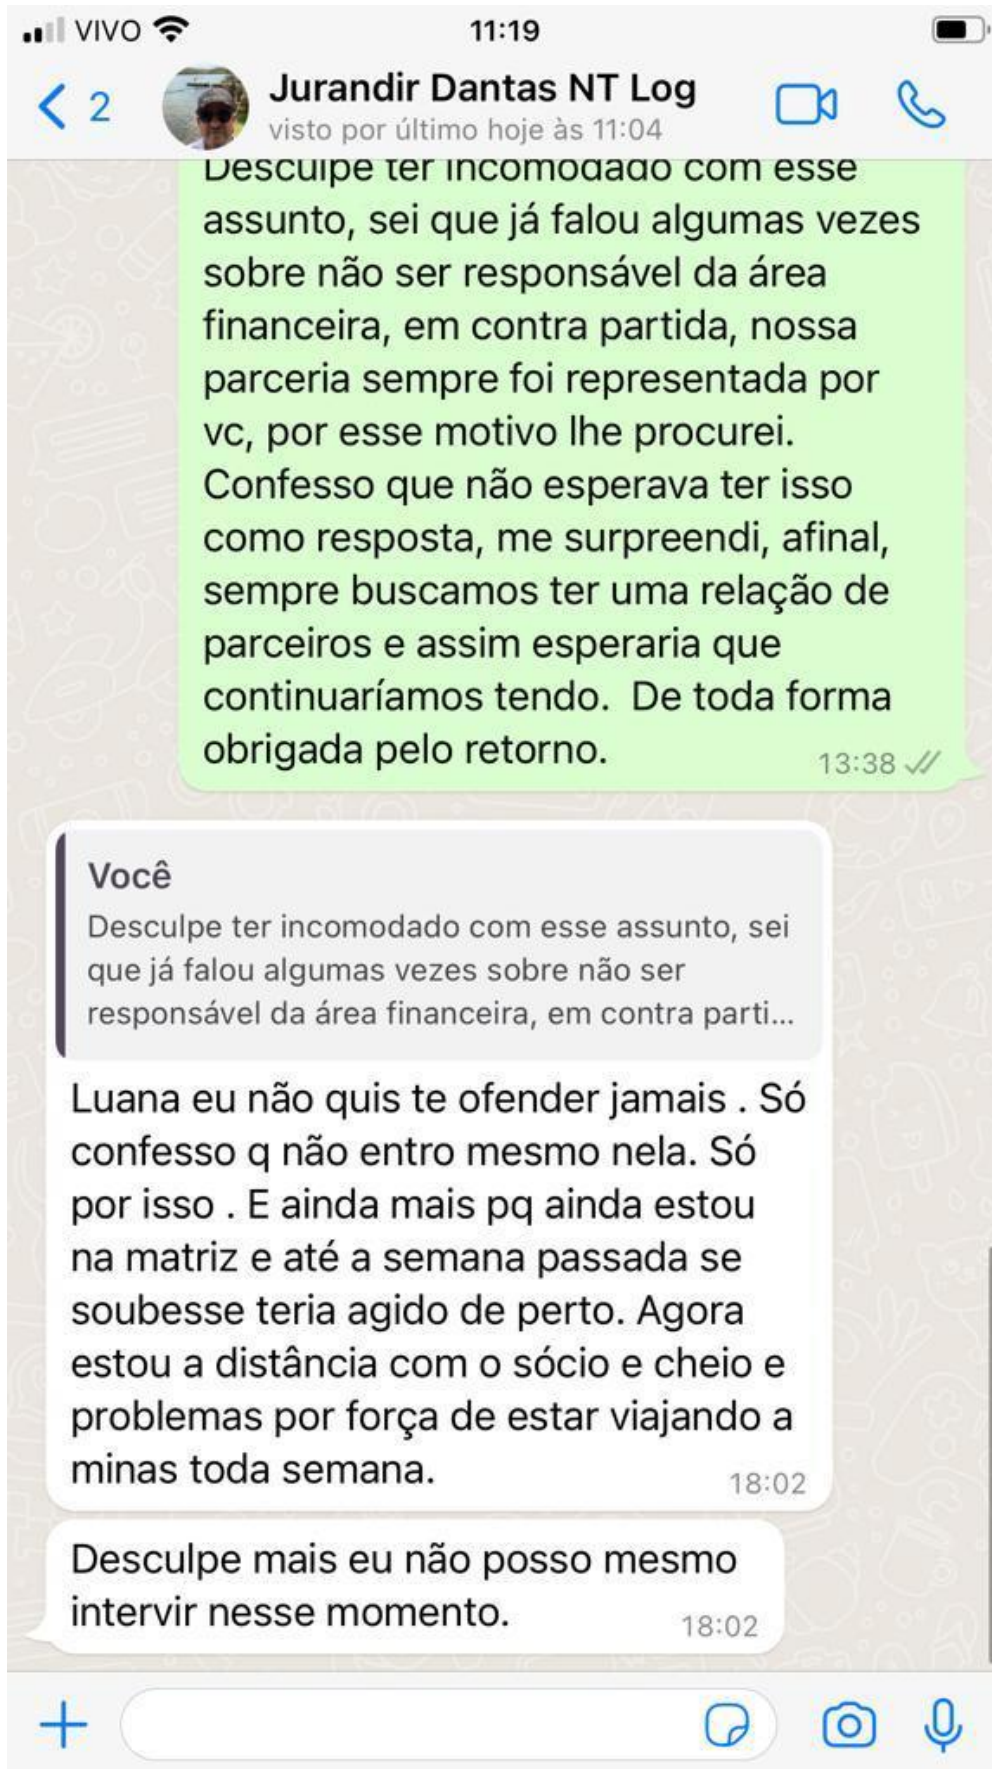 VIVO
11:19
2
Jurandir Dantas NT Log
visto por último hoje às 11:04
Desculpe ter incomodado com esse
assunto, sei que já falou algumas vezes
sobre não ser responsável da área
financeira, em contra partida, nossa
parceria sempre foi representada por
vc, por esse motivo lhe procurei.
Confesso que não esperava ter isso
como resposta, me surpreendi, afinal,
sempre buscamos ter uma relação de
parceiros e assim esperaria que
continuaríamos tendo.  De toda forma
obrigada pelo retorno.
13:38
Você
Desculpe ter incomodado com esse assunto, sei
que já falou algumas vezes sobre não ser
responsável da área financeira, em contra parti...
Luana eu não quis te ofender jamais . Só
confesso q não entro mesmo nela. Só
por isso . E ainda mais pq ainda estou
na matriz e até a semana passada se
soubesse teria agido de perto. Agora
estou a distância com o sócio e cheio e
problemas por força de estar viajando a
minas toda semana.
18:02
Desculpe mais eu não posso mesmo
intervir nesse momento.
18:02